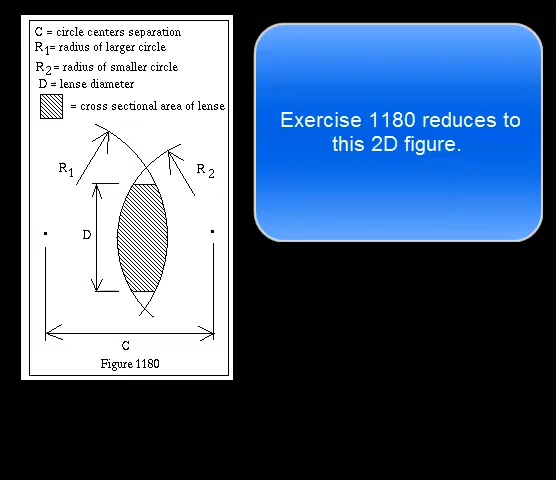 C = circle centers separation
R1= radius of larger circle
R2= radius of smaller circle
D = lense diameter
= cross sectional area of lense
R1
R2
D
C
Figure 1180
Exercise 1180 reduces to
this 2D figure.